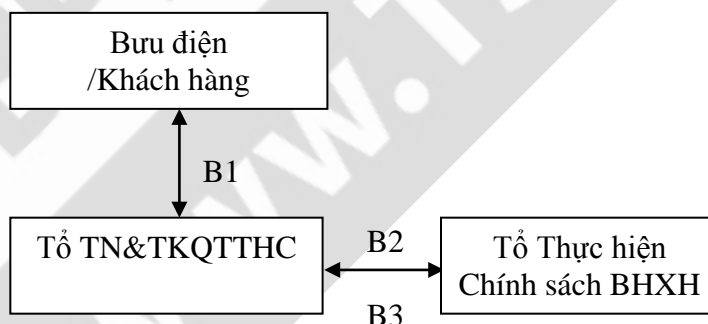 Bưu điện
/Khách hàng
B1
Tổ TN&TKQTTHC
B2
Tổ Thực hiện
Chính sách BHXH
B3